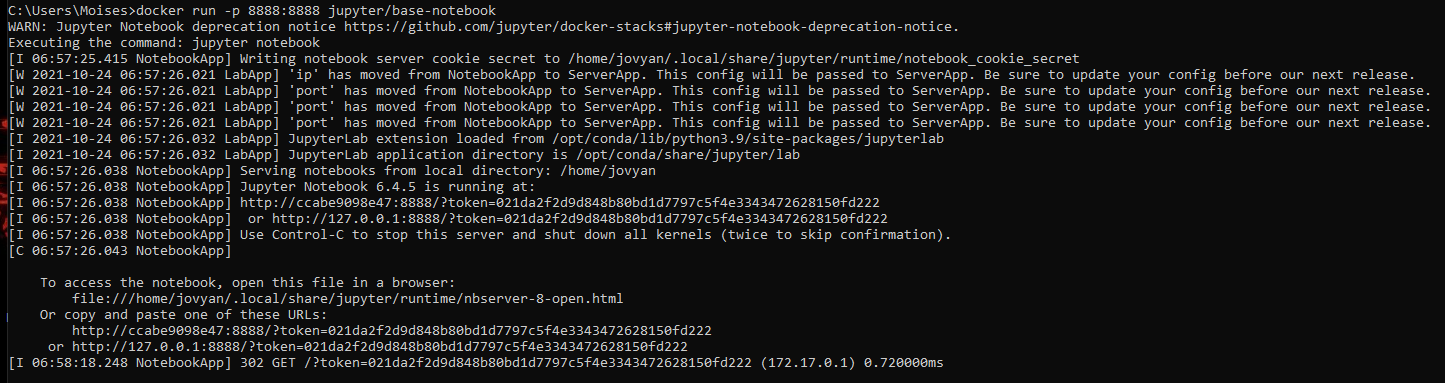 C:\Users\Moises>docker run -p 8888:8888 jupyter/base-notebook
WARN: Jupyter Notebook deprecation notice https://github.com/jupyter/docker-stacks#jupyter-notebook-deprecation-notice.
Executing the command: jupyter notebook
[I 06:57:25.415 NotebookApp] Writing notebook server cookie secret to /home/jovyan/.local/share/jupyter/runtime/notebook_cookie_secret
[W 2021-10-24 06:57:26.021 LabApp] 'ip' has moved from NotebookApp to ServerApp. This config will be passed to ServerApp. Be sure to update your config before our next release.
[W 2021-10-24 06:57:26.021 LabApp] 'port' has moved from NotebookApp to ServerApp. This config will be passed to ServerApp. Be sure to update your config before our next release.
[W 2021-10-24 06:57:26.021 LabApp] 'port' has moved from NotebookApp to ServerApp. This config will be passed to ServerApp. Be sure to update your config before our next release.
[W 2021-10-24 06:57:26.021 LabApp] 'port' has moved from NotebookApp to ServerApp. This config will be passed to ServerApp. Be sure to update your config before our next release.
[I 2021-10-24 06:57:26.032 LabApp] JupyterLab extension loaded from /opt/conda/lib/python3.9/site-packages/jupyterlab
[I 2021-10-24 06:57:26.032 LabApp] JupyterLab application directory is /opt/conda/share/jupyter/lab
[I 06:57:26.038 NotebookApp] Serving notebooks from local directory: /home/jovyan
[I 06:57:26.038 NotebookApp] Jupyter Notebook 6.4.5 is running at:
[I 06:57:26.038 NotebookApp] http://ccabe9098e47:8888/?token=021da2f2d9d848b80bd1d7797c5f4e3343472628150fd222
[I 06:57:26.038 NotebookApp]  or http://127.0.0.1:8888/?token=021da2f2d9d848b80bd1d7797c5f4e3343472628150fd222
[I 06:57:26.038 NotebookApp] Use Control-C to stop this server and shut down all kernels (twice to skip confirmation).
[C 06:57:26.043 NotebookApp]
To access the notebook, open this file in a browser:
file:///home/jovyan/.local/share/jupyter/runtime/nbserver-8-open.html
Or copy and paste one of these URLs:
http://ccabe9098e47:8888/?token=021da2f2d9d848b80bd1d7797c5f4e3343472628150fd222
or http://127.0.0.1:8888/?token=021da2f2d9d848b80bd1d7797c5f4e3343472628150fd222
[I 06:58:18.248 NotebookApp] 302 GET /?token=021da2f2d9d848b80bd1d7797c5f4e3343472628150fd222 (172.17.0.1) 0.720000ms